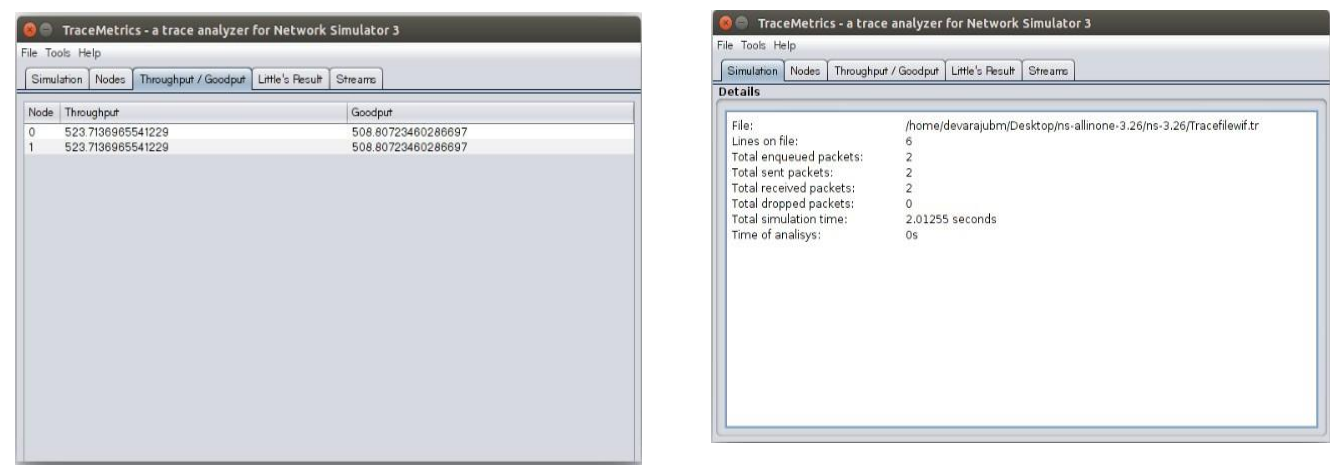 TraceMetrics - a trace analyzer for Network Simulator 3
File Tools Help
Simulation Nodes Throughput / Goodput Little's Result Streams
Node Throughput Goodput
0 523.7136965541229 508.80723460286697
1 523.7136965541229 508.80723460286697
TraceMetrics - a trace analyzer for Network Simulator 3
File Tools Help
Simulation Nodes Throughput / Goodput Little's Result Streams
Details
File: /home/devarajubm/Desktop/ns-allinone-3.26/ns-3.26/Tracefilewif.tr
Lines on file: 6
Total enqueued packets: 2
Total sent packets: 2
Total received packets: 2
Total dropped packets: 0
Total simulation time: 2.01255 seconds
Time of analisys: 0s